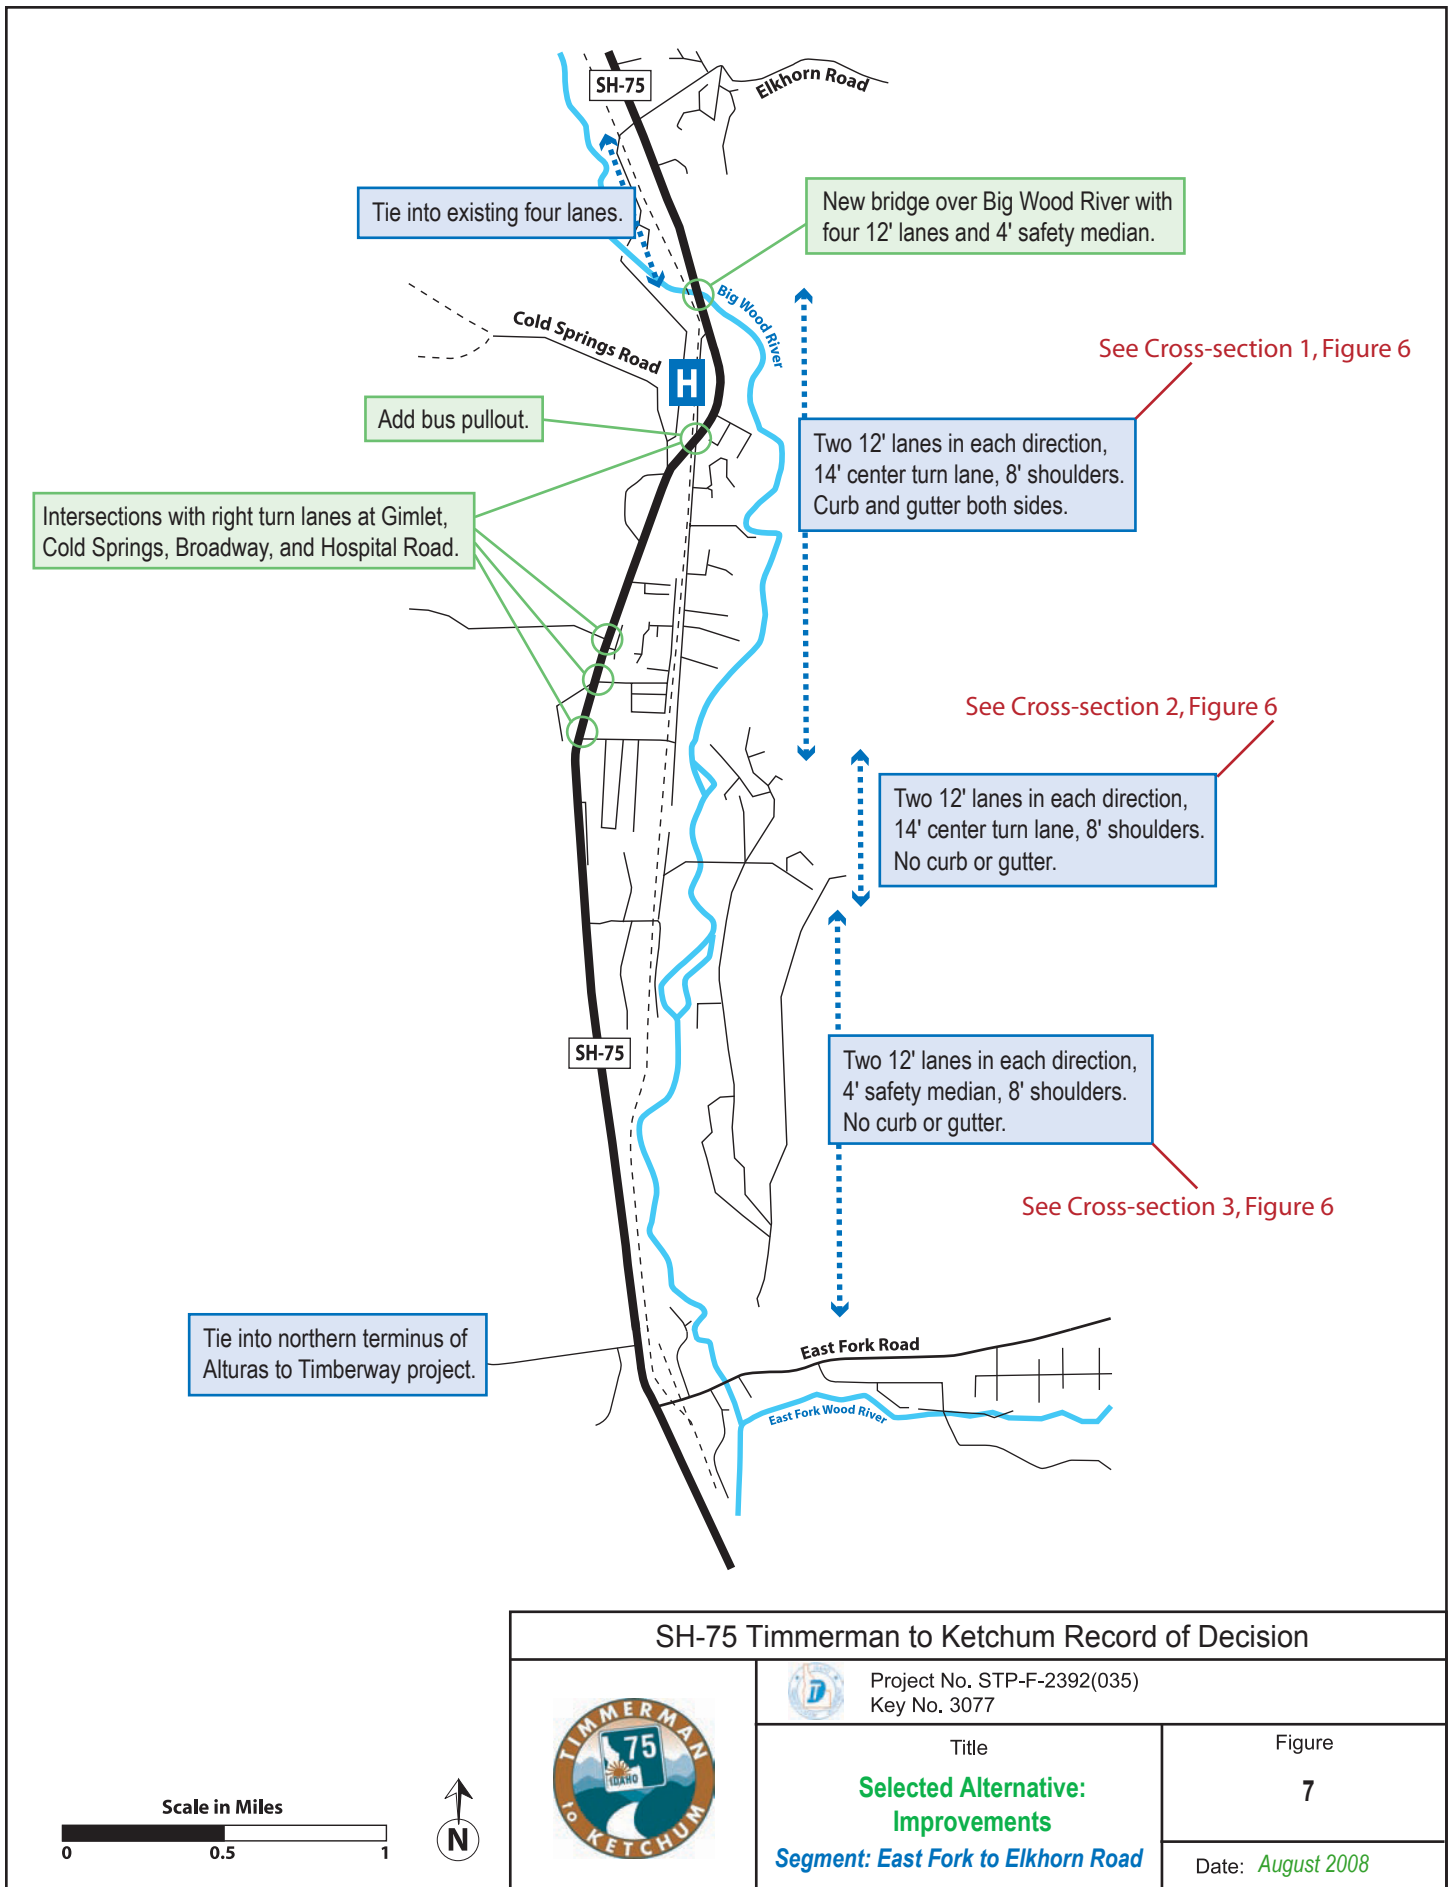 SH-75
Elkhorn Road
Tie into existing four lanes.
New bridge over Big Wood River with
four 12' lanes and 4' safety median.
Big Wood River
Cold Springs Road
H
See Cross-section 1, Figure 6
Add bus pullout.
Two 12' lanes in each direction,
14' center turn lane, 8' shoulders.
Curb and gutter both sides.
Intersections with right turn lanes at Gimlet,
Cold Springs, Broadway, and Hospital Road.
See Cross-section 2, Figure 6
Two 12' lanes in each direction,
14' center turn lane, 8' shoulders.
No curb or gutter.
SH-75
Two 12' lanes in each direction,
4' safety median, 8' shoulders.
No curb or gutter.
See Cross-section 3, Figure 6
Tie into northern terminus of
Alturas to Timberway project.
East Fork Road
East Fork Wood River
SH-75 Timmerman to Ketchum Record of Decision
TIMMERMAN
75
IDAHO
to KETCHUM
Project No. STP-F-2392(035)
Key No. 3077
Title
Selected Alternative:
Improvements
Segment: East Fork to Elkhorn Road
Figure
7
Date: August 2008
Scale in Miles
0 0.5 1
N